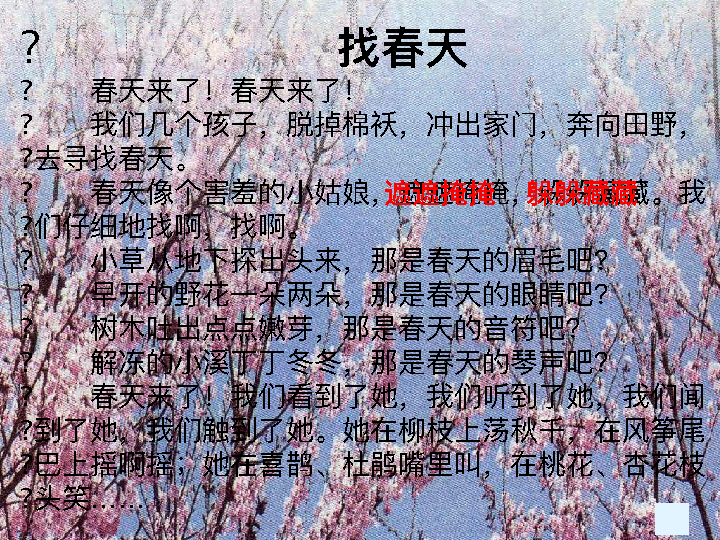 ? 找春天
? 春天来了！春天来了！
? 我们几个孩子，脱掉棉袄，冲出家门，奔向田野，
?去寻找春天。
? 春天像个害羞的小姑娘，遮遮掩掩，躲躲藏藏。我
?们仔细地找啊，找啊。
? 小草从地下探出头来，那是春天的眉毛吧？
? 早开的野花一朵两朵，那是春天的眼睛吧？
? 树木吐出点点嫩芽，那是春天的音符吧？
? 解冻的小溪丁丁冬冬，那是春天的琴声吧？
? 春天来了！我们看到了她，我们听到了她，我们闻
?到了她，我们触到了她。她在柳枝上荡秋千，在风筝尾
?巴上摇啊摇；她在喜鹊、杜鹃嘴里叫，在桃花、杏花枝
?头笑……